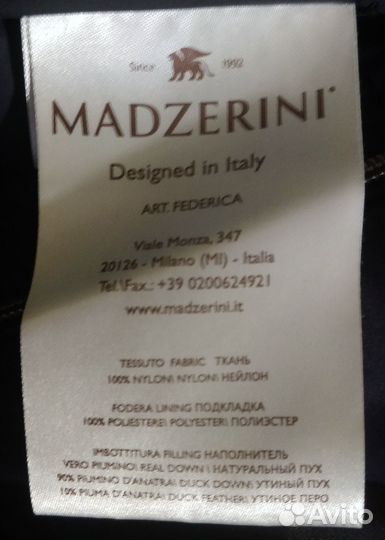 Since 1992
MADZERINI
Designed in Italy
ART. FEDERICA
Viale Monza, 347
20126 - Milano (MI) - Italia
Tel.\Fax.: +39 0200624921
www.madzerini.it
TESSUTO FABRIC ТКАНЬ
100% NYLON\ NYLON\ НЕЙЛОН
FODERA LINING ПОДКЛАДКА
100% POLIESTERE\ POLYESTER\ ПОЛИЭСТЕР
IMBOTTITURA FILLING НАПОЛНИТЕЛЬ
VERO PIUMINO\ REAL DOWN \ НАТУРАЛЬНЫЙ ПУХ
90% PIUMINO D'ANATRA\ DUCK DOWN\ УТИНЫЙ ПУХ
10% PIUMA D'ANATRA\ DUCK FEATHER\ УТИНОЕ ПЕРО
Avito